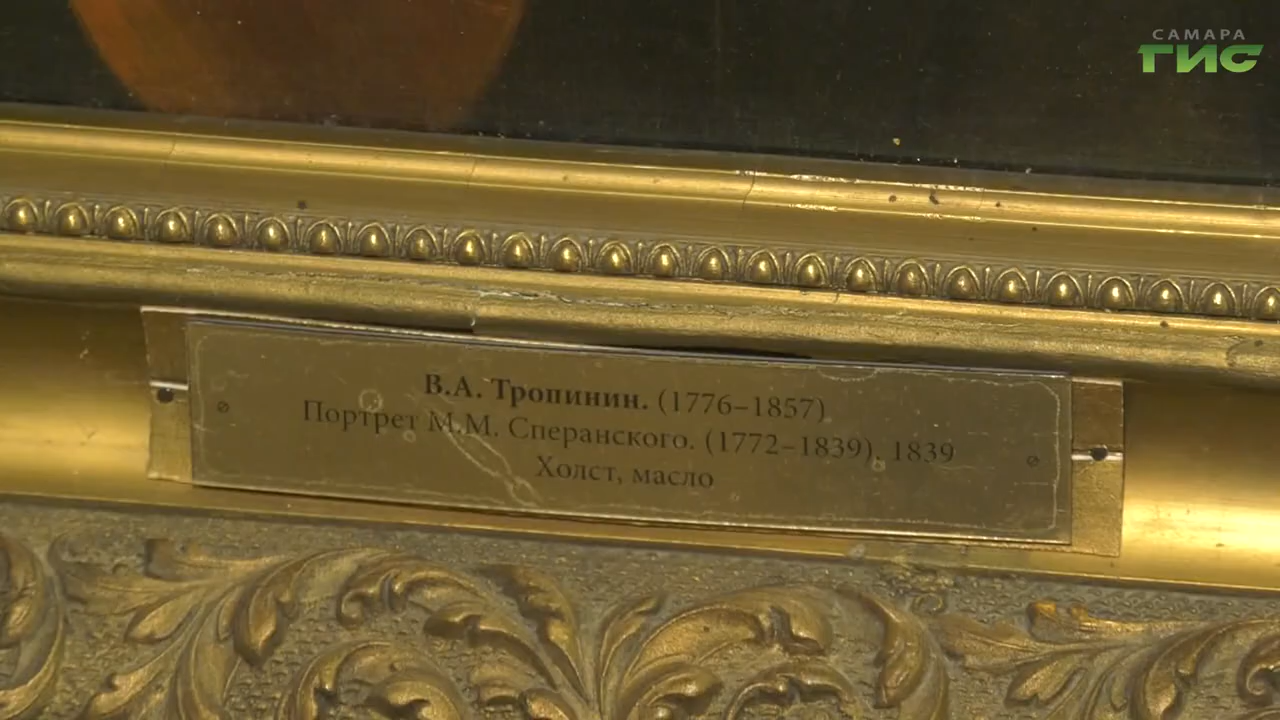 САМАРА
ГИС
В.А. Тропинин. (1776–1857)
Портрет М.М. Сперанского. (1772–1839), 1839
Холст, масло